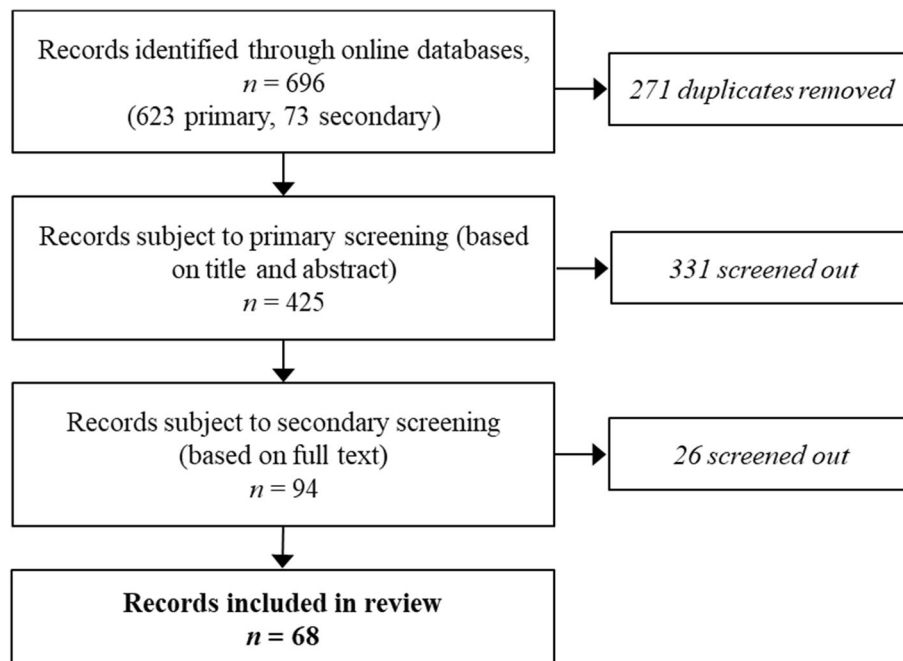 Records identified through online databases,
n = 696
(623 primary, 73 secondary)
271 duplicates removed
Records subject to primary screening (based
on title and abstract)
n = 425
331 screened out
Records subject to secondary screening
(based on full text)
n = 94
26 screened out
Records included in review
n = 68